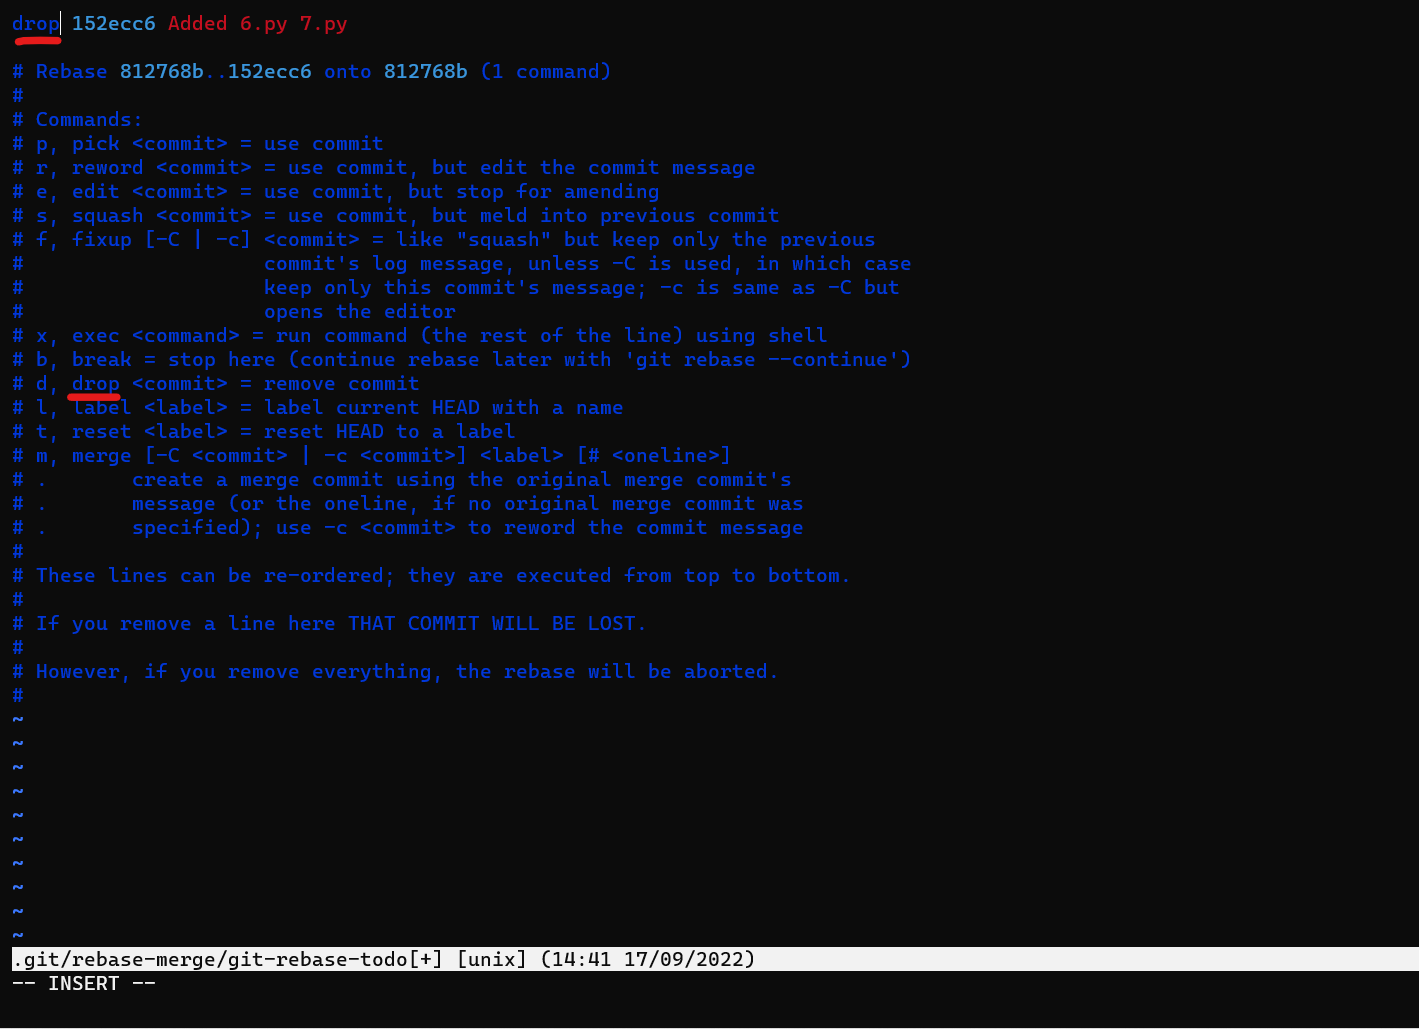 drop 152ecc6 Added 6.py 7.py
# Rebase 812768b..152ecc6 onto 812768b (1 command)
#
# Commands:
# p, pick <commit> = use commit
# r, reword <commit> = use commit, but edit the commit message
# e, edit <commit> = use commit, but stop for amending
# s, squash <commit> = use commit, but meld into previous commit
# f, fixup [-C | -c] <commit> = like "squash" but keep only the previous
#                    commit's log message, unless -C is used, in which case
#                    keep only this commit's message; -c is same as -C but
#                    opens the editor
# x, exec <command> = run command (the rest of the line) using shell
# b, break = stop here (continue rebase later with 'git rebase --continue')
# d, drop <commit> = remove commit
# l, label <label> = label current HEAD with a name
# t, reset <label> = reset HEAD to a label
# m, merge [-C <commit> | -c <commit>] <label> [# <oneline>]
# .       create a merge commit using the original merge commit's
# .       message (or the oneline, if no original merge commit was
# .       specified); use -c <commit> to reword the commit message
#
# These lines can be re-ordered; they are executed from top to bottom.
#
# If you remove a line here THAT COMMIT WILL BE LOST.
#
# However, if you remove everything, the rebase will be aborted.
#
~
~
~
~
~
~
~
~
~
~
.git/rebase-merge/git-rebase-todo[+] [unix] (14:41 17/09/2022)
-- INSERT --